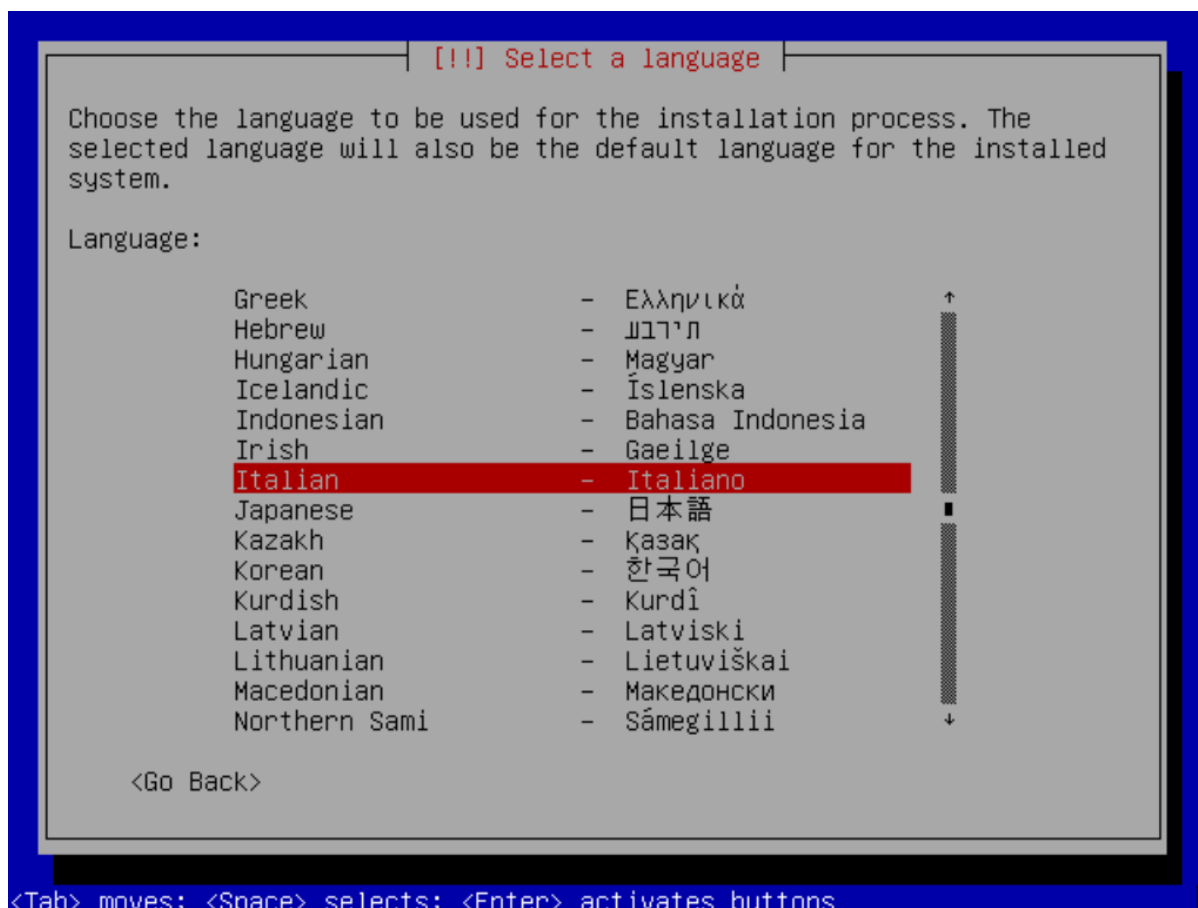 [!!] Select a language
Choose the language to be used for the installation process. The
selected language will also be the default language for the installed
system.
Language:
Greek - Ελληνικά ↑
Hebrew - תירבע
Hungarian - Magyar
Icelandic - Íslenska
Indonesian - Bahasa Indonesia
Irish - Gaeilge
Italian - Italiano
Japanese - 日本語
Kazakh - Қазақ
Korean - 한국어
Kurdish - Kurdî
Latvian - Latviski
Lithuanian - Lietuviškai
Macedonian - Македонски
Northern Sami - Sámegillii ↓
<Go Back>
<Tab> moves; <Space> selects; <Enter> activates buttons